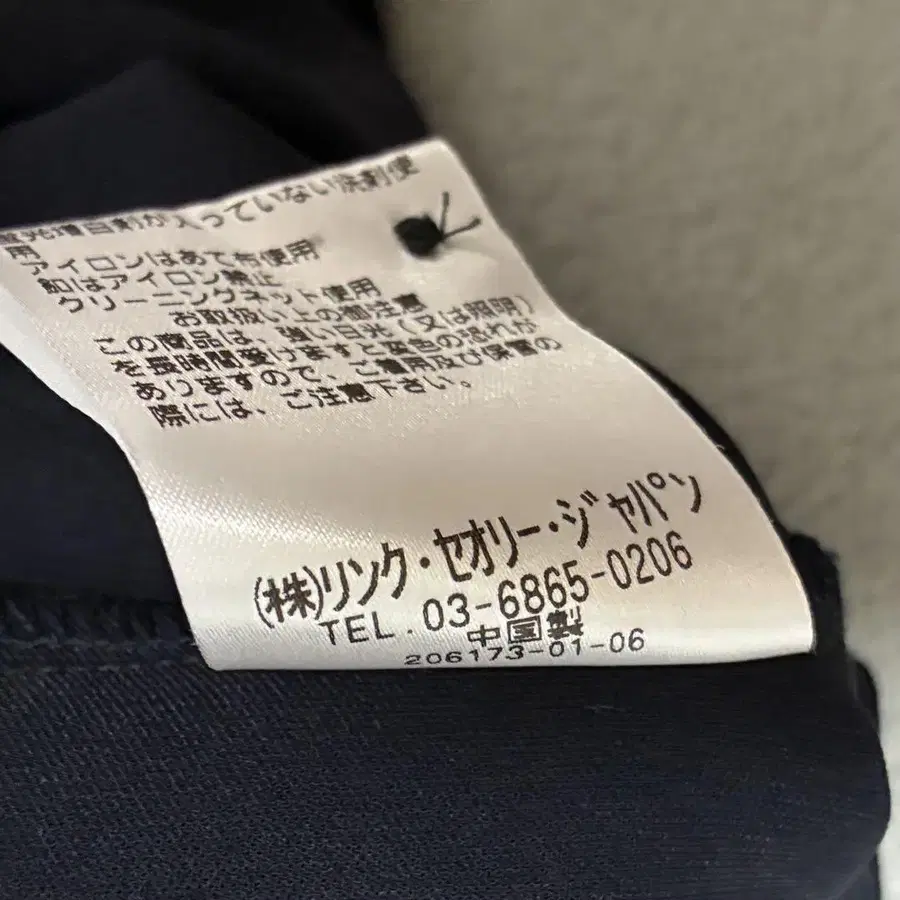 蛍光増白剤が入っていない洗剤使
用
アイロンはあて布使用
釦はアイロン禁止
クリーニングネット使用
お取扱い上の御注意
この商品は、強い日光(又は照明)
を長時間受けますと変色の恐れが
ありますので、ご着用及び保管の
際には、ご注意下さい。
(株)リンク・セオリー・ジャパン
TEL. 03-6865-0206
中国製
206173-01-06